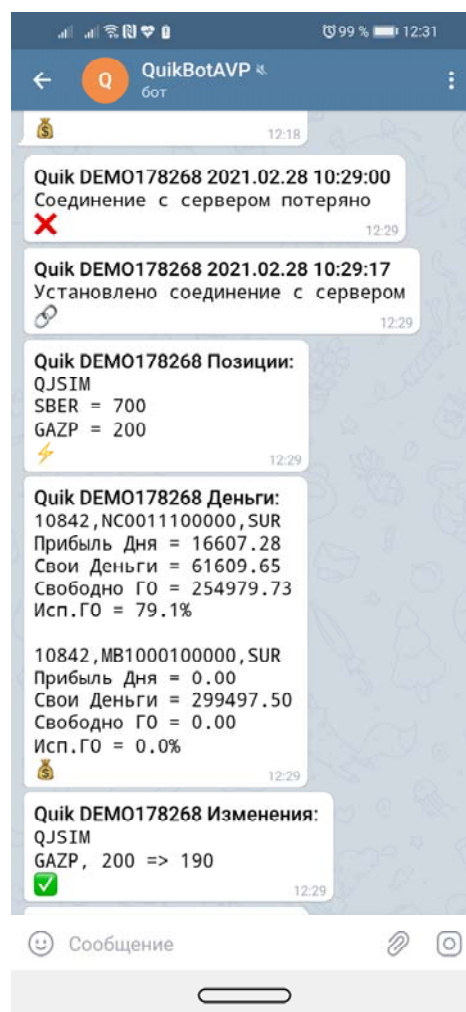 99 % 12:31
Q
QuikBotAVP
бот
12:18
Quik DEMO178268 2021.02.28 10:29:00
Соединение с сервером потеряно
12:29
Quik DEMO178268 2021.02.28 10:29:17
Установлено соединение с сервером
12:29
Quik DEMO178268 Позиции:
QJSIM
SBER = 700
GAZP = 200
12:29
Quik DEMO178268 Деньги:
10842,NC0011100000,SUR
Прибыль Дня = 16607.28
Свои Деньги = 61609.65
Свободно ГО = 254979.73
Исп.ГО = 79.1%
10842,MB1000100000,SUR
Прибыль Дня = 0.00
Свои Деньги = 299497.50
Свободно ГО = 0.00
Исп.ГО = 0.0%
12:29
Quik DEMO178268 Изменения:
QJSIM
GAZP, 200 => 190
12:29
Сообщение